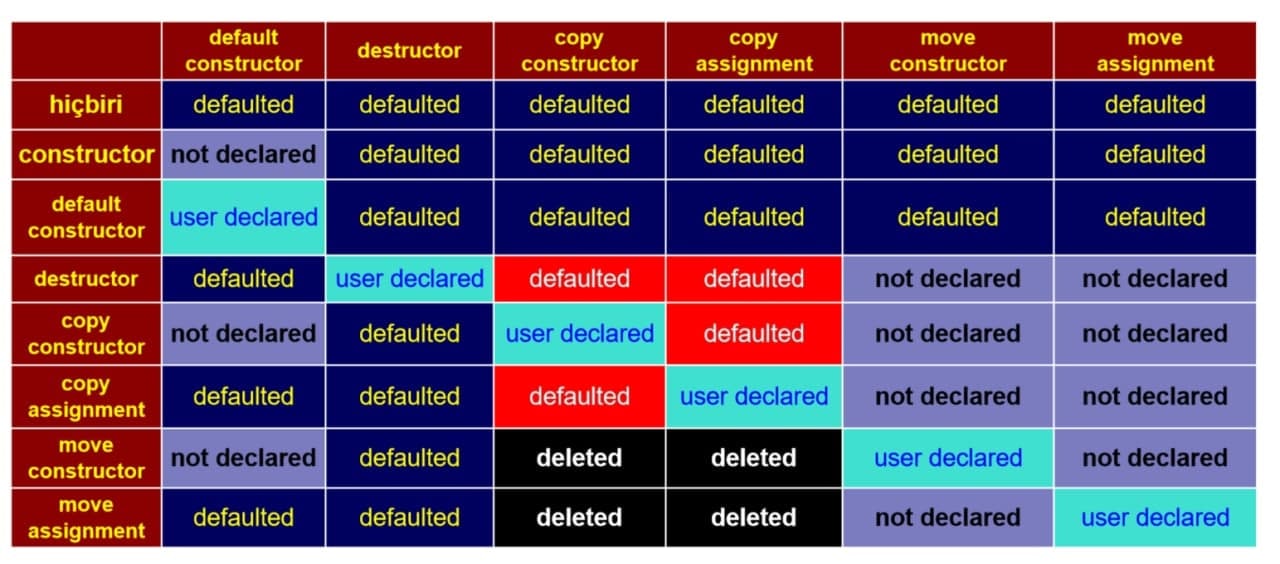 default constructor destructor copy constructor copy assignment move constructor move assignment
hiçbiri defaulted defaulted defaulted defaulted defaulted defaulted
constructor not declared defaulted defaulted defaulted defaulted defaulted
default constructor user declared defaulted defaulted defaulted defaulted defaulted
destructor defaulted user declared defaulted defaulted not declared not declared
copy constructor not declared defaulted user declared defaulted not declared not declared
copy assignment defaulted defaulted defaulted user declared not declared not declared
move constructor not declared defaulted deleted deleted user declared not declared
move assignment defaulted defaulted deleted deleted not declared user declared